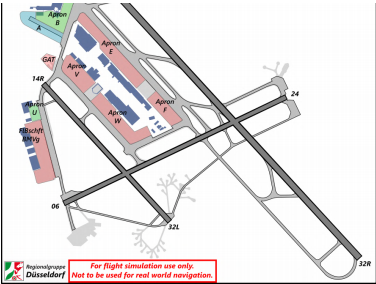 Apron
B
A
Apron
E
GAT
Apron
V
14R
24
Apron
F
Apron
U
Apron
W
FlBschft
BMVg
06
32L
32R
Regionalgruppe
Düsseldorf
For flight simulation use only.
Not to be used for real world navigation.